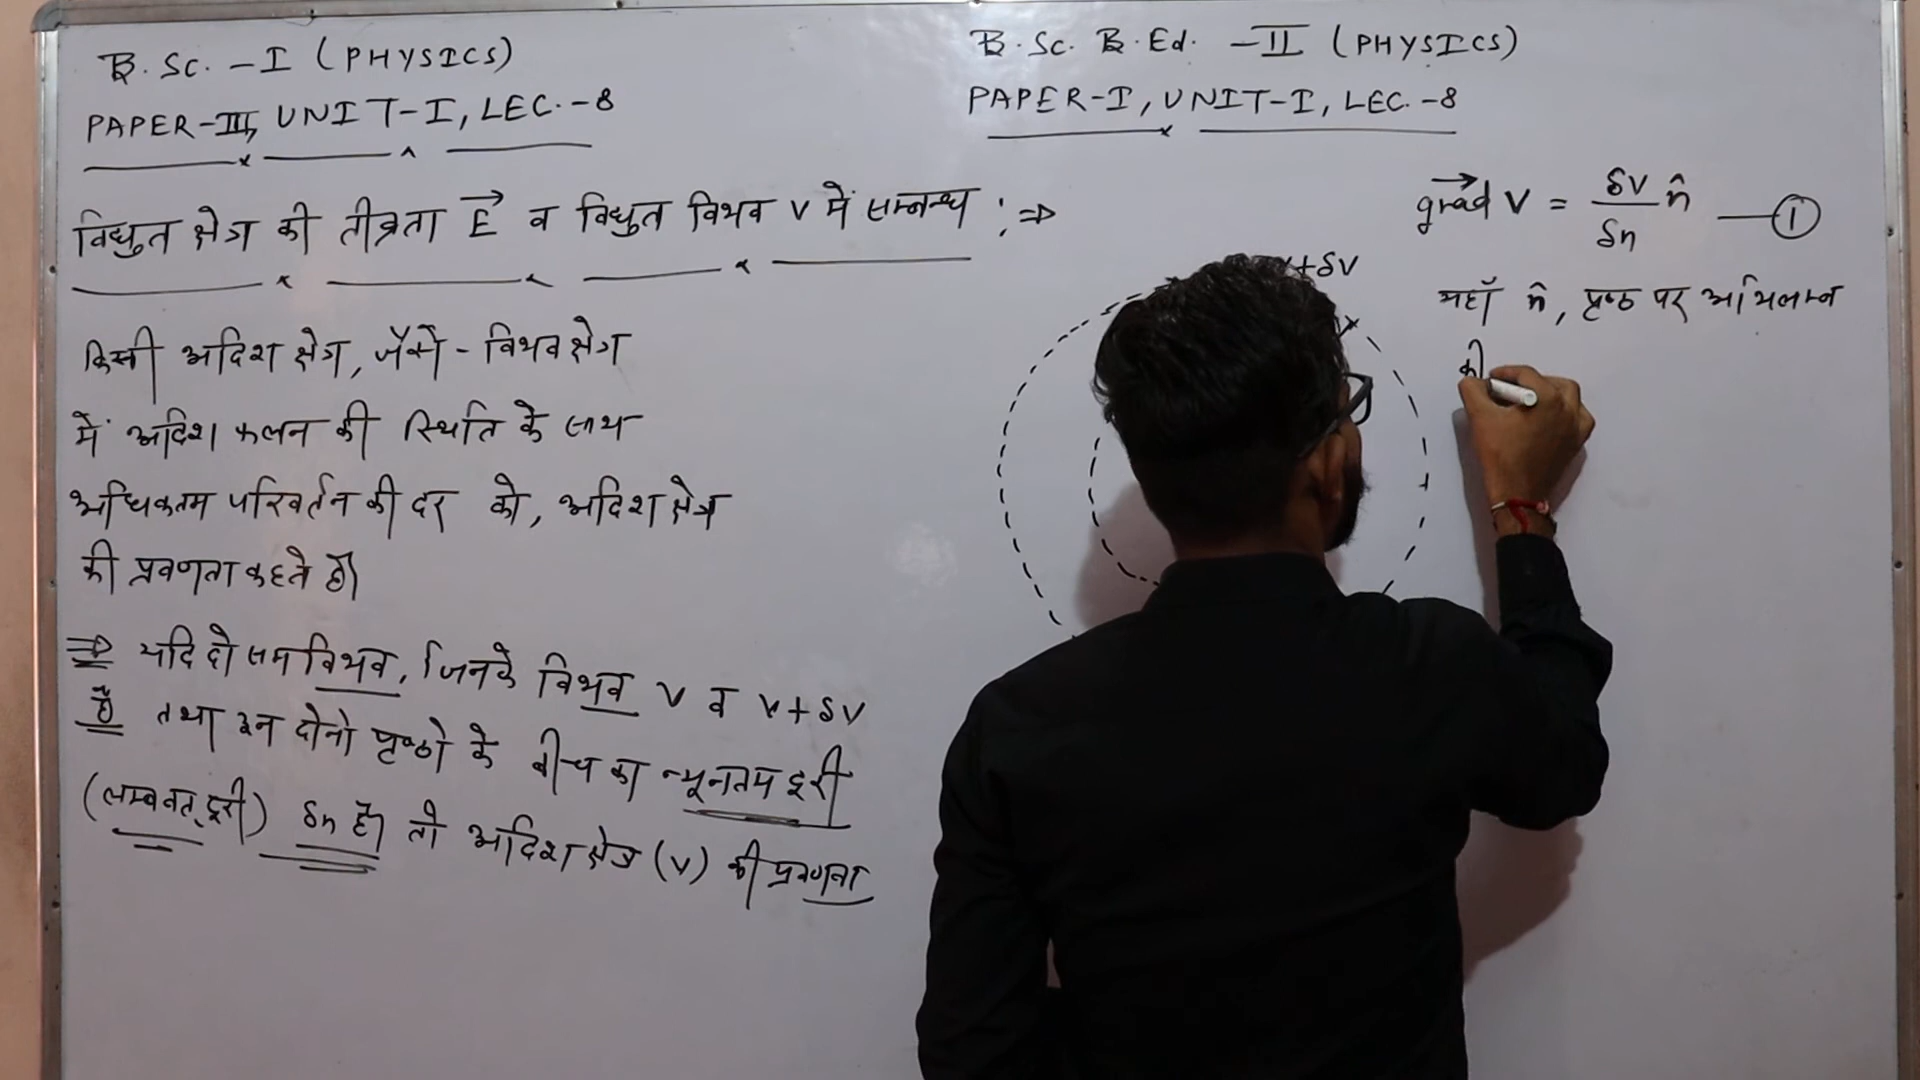 B.Sc. -I (PHYSICS)
PAPER-III, UNIT-I, LEC.-8
विद्युत क्षेत्र की तीव्रता E→ व विद्युत विभव V में सम्बन्ध :⇒
किसी अदिश क्षेत्र, जैसे - विभव क्षेत्र
में अदिश फलन की स्थिति के साथ
अधिकतम परिवर्तन की दर को, अदिश क्षेत्र
की प्रवणता कहते हैं।
⇒ यदि दो सम विभव, जिनके विभव V व V+δV
है तथा इन दोनो पृष्ठो के बीच का न्यूनतम दूरी
(लम्बवत् दूरी) δn है। तो अदिश क्षेत्र (V) की प्रवणता
B.Sc. B.Ed. -II (PHYSICS)
PAPER-I, UNIT-I, LEC.-8
grad→ V = δV/δn n̂ —①
यहाँ n̂, पृष्ठ पर अभिलम्ब
की
+δV